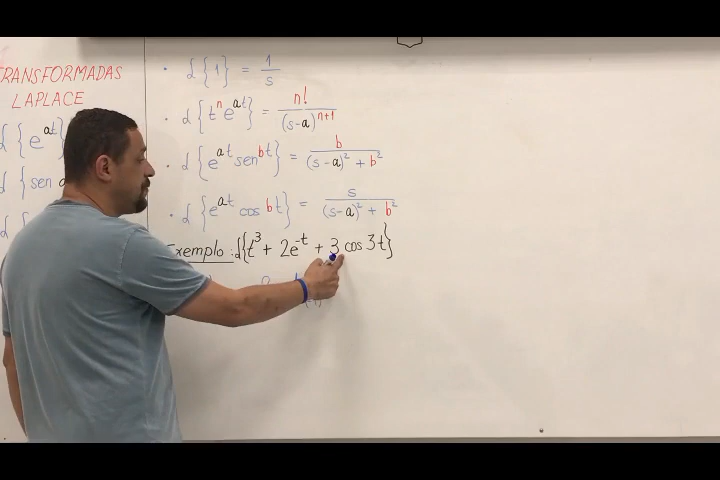 TRANSFORMADAS
LAPLACE
ℒ{e^{at}
ℒ{sen
• ℒ{1} = 1/s
• ℒ{t^n e^{at}} = n!/(s-a)^{n+1}
• ℒ{e^{at} sen bt} = b/((s-a)² + b²)
• ℒ{e^{at} cos bt} = s/((s-a)² + b²)
Exemplo: ℒ{t³ + 2e^{-t} + 3 cos 3t}